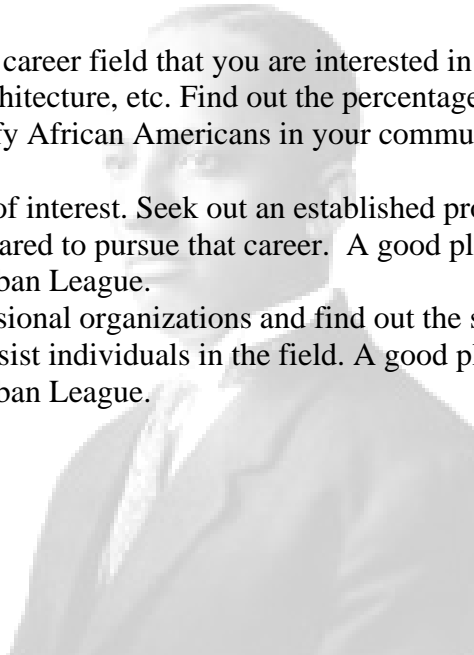 career field that you are interested in
hitecture, etc. Find out the percentage
fy African Americans in your commu
of interest. Seek out an established pro
ared to pursue that career.  A good pl
ban League.
sional organizations and find out the s
sist individuals in the field. A good pl
ban League.